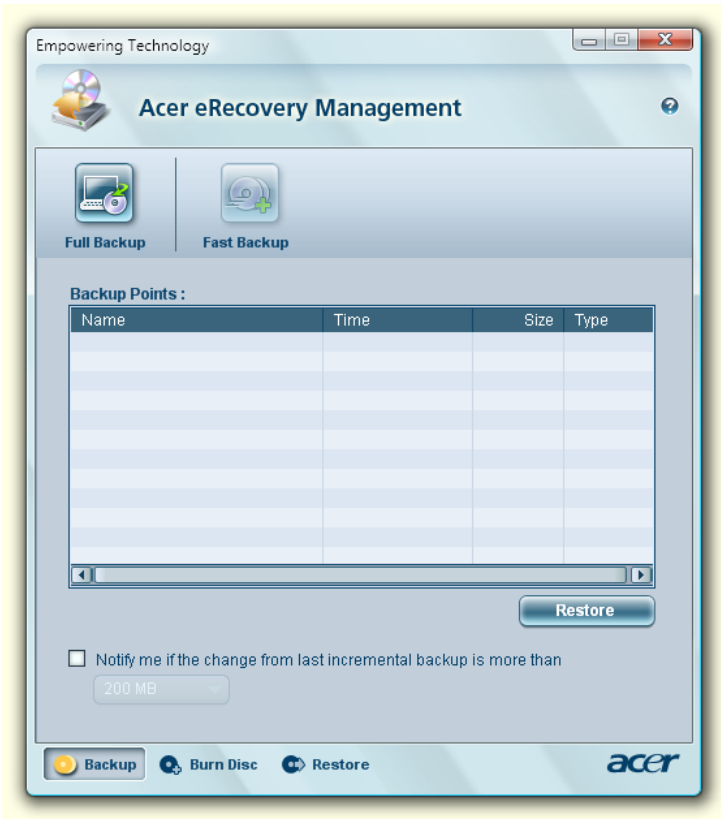 Empowering Technology
Acer eRecovery Management
Full Backup
Fast Backup
Backup Points :
Name Time Size Type
Restore
Notify me if the change from last incremental backup is more than
200 MB
Backup Burn Disc Restore acer